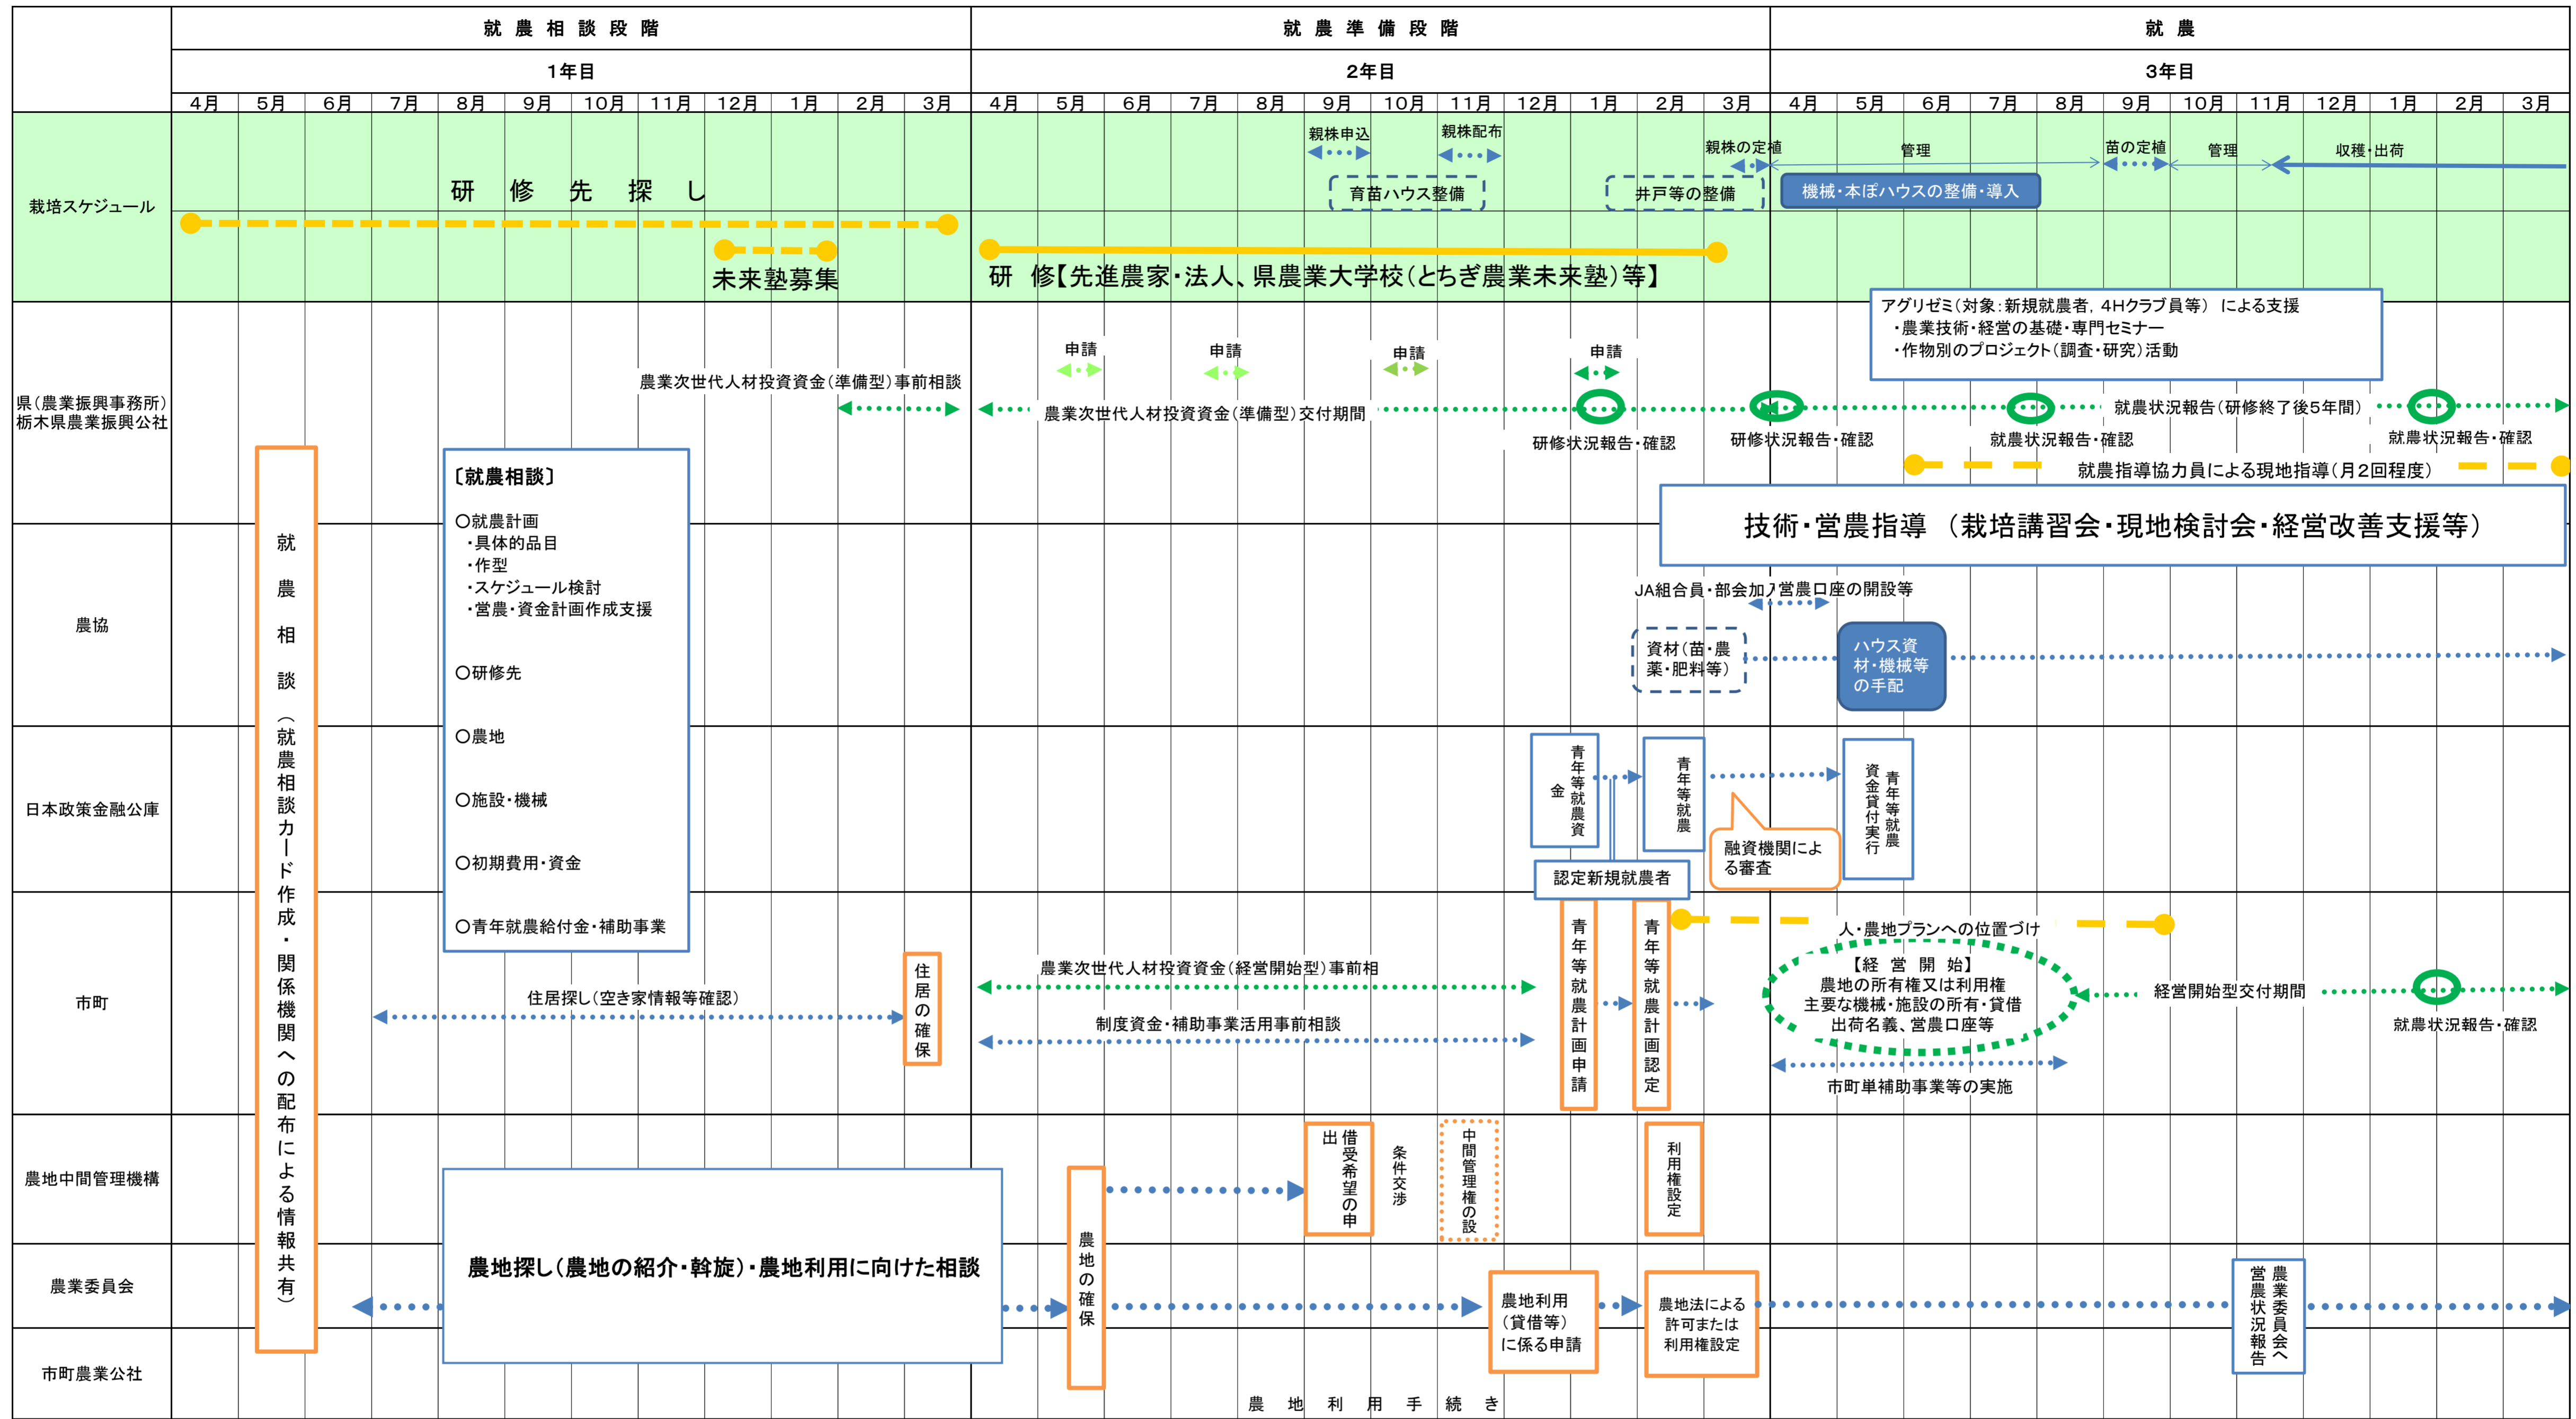 就農相談段階
就農準備段階
就農
1年目
2年目
3年目
4月 5月 6月 7月 8月 9月 10月 11月 12月 1月 2月 3月
4月 5月 6月 7月 8月 9月 10月 11月 12月 1月 2月 3月
4月 5月 6月 7月 8月 9月 10月 11月 12月 1月 2月 3月
栽培スケジュール
研修先探し
未来塾募集
親株申込
親株配布
育苗ハウス整備
親株の定植
井戸等の整備
研 修【先進農家・法人、県農業大学校(とちぎ農業未来塾)等】
管理
苗の定植
管理
収穫・出荷
機械・本ぽハウスの整備・導入
県(農業振興事務所)
栃木県農業振興公社
農業次世代人材投資資金(準備型)事前相談
申請
申請
申請
申請
農業次世代人材投資資金(準備型)交付期間
研修状況報告・確認
研修状況報告・確認
アグリゼミ(対象:新規就農者, 4Hクラブ員等) による支援
・農業技術・経営の基礎・専門セミナー
・作物別のプロジェクト(調査・研究)活動
就農状況報告(研修終了後5年間)
就農状況報告・確認
就農状況報告・確認
就農指導協力員による現地指導(月2回程度)
技術・営農指導 (栽培講習会・現地検討会・経営改善支援等)
就農相談(就農相談カード作成・関係機関への配布による情報共有)
〔就農相談〕
〇就農計画
・具体的品目
・作型
・スケジュール検討
・営農・資金計画作成支援
〇研修先
〇農地
〇施設・機械
〇初期費用・資金
〇青年就農給付金・補助事業
農協
JA組合員・部会加入
営農口座の開設等
資材(苗・農
薬・肥料等)
ハウス資
材・機械等
の手配
日本政策金融公庫
青年等就農資
金
青年等就農
融資機関によ
る審査
青年等就農
資金貸付実行
認定新規就農者
市町
住居探し(空き家情報等確認)
住居の確保
農業次世代人材投資資金(経営開始型)事前相
制度資金・補助事業活用事前相談
青年等就農計画申請
青年等就農計画認定
人・農地プランへの位置づけ
【経 営 開 始】
農地の所有権又は利用権
主要な機械・施設の所有・貸借
出荷名義、営農口座等
経営開始型交付期間
就農状況報告・確認
市町単補助事業等の実施
農地中間管理機構
借受希望の申
出
条件交渉
中間管理権の設
利用権設定
農業委員会
農地探し(農地の紹介・斡旋)・農地利用に向けた相談
農地の確保
農地利用
(貸借等)
に係る申請
農地法による
許可または
利用権設定
農業委員会へ
営農状況報告
市町農業公社
農地利用手続き